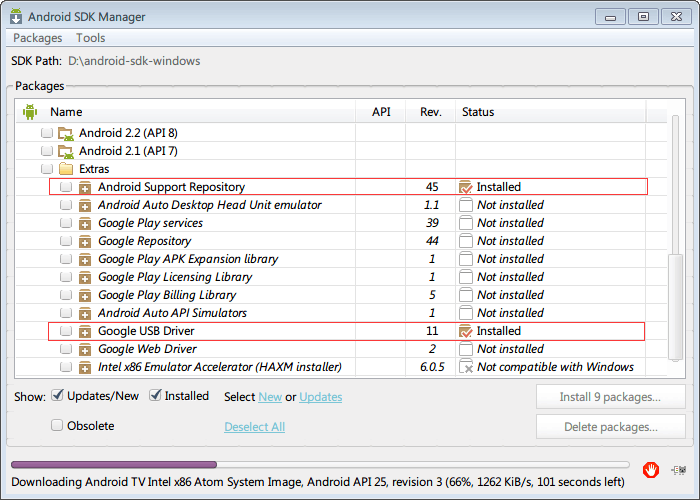 Android SDK Manager
Packages Tools
SDK Path: D:\android-sdk-windows
Packages
Name API Rev. Status
Android 2.2 (API 8)
Android 2.1 (API 7)
Extras
Android Support Repository 45 Installed
Android Auto Desktop Head Unit emulator 1.1 Not installed
Google Play services 39 Not installed
Google Repository 44 Not installed
Google Play APK Expansion library 1 Not installed
Google Play Licensing Library 1 Not installed
Google Play Billing Library 5 Not installed
Android Auto API Simulators 1 Not installed
Google USB Driver 11 Installed
Google Web Driver 2 Not installed
Intel x86 Emulator Accelerator (HAXM installer) 6.0.5 Not compatible with Windows
Show: Updates/New Installed Select New or Updates Install 9 packages...
Obsolete Deselect All Delete packages...
Downloading Android TV Intel x86 Atom System Image, Android API 25, revision 3 (66%, 1262 KiB/s, 101 seconds left)